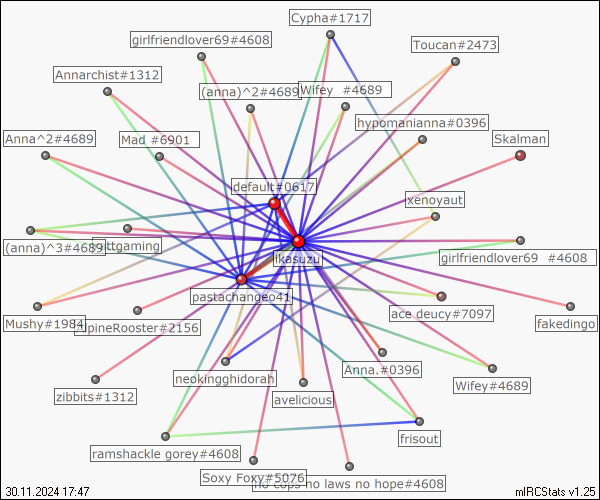 Cypha#1717
girlfriendlover69#4608
Toucan#2473
Annarchist#1312
(anna)^2#4689
Wifey #4689
hypomanianna#0396
Anna^2#4689
Mad #6901
Skalman
default#0617
xenoyaut
(anna)^3#4689
ittgaming
ikasuzu
girlfriendlover69 #4608
pastachangeo41
Mushy#1984
lpineRooster#2156
ace deucy#7097
fakedingo
neokingghidorah
Anna.#0396
zibbits#1312
avelicious
Wifey#4689
frisout
ramshackle gorey#4608
Soxy Foxy#5076
no cops no laws no hope#4608
30.11.2024 17:47
mIRCStats v1.25